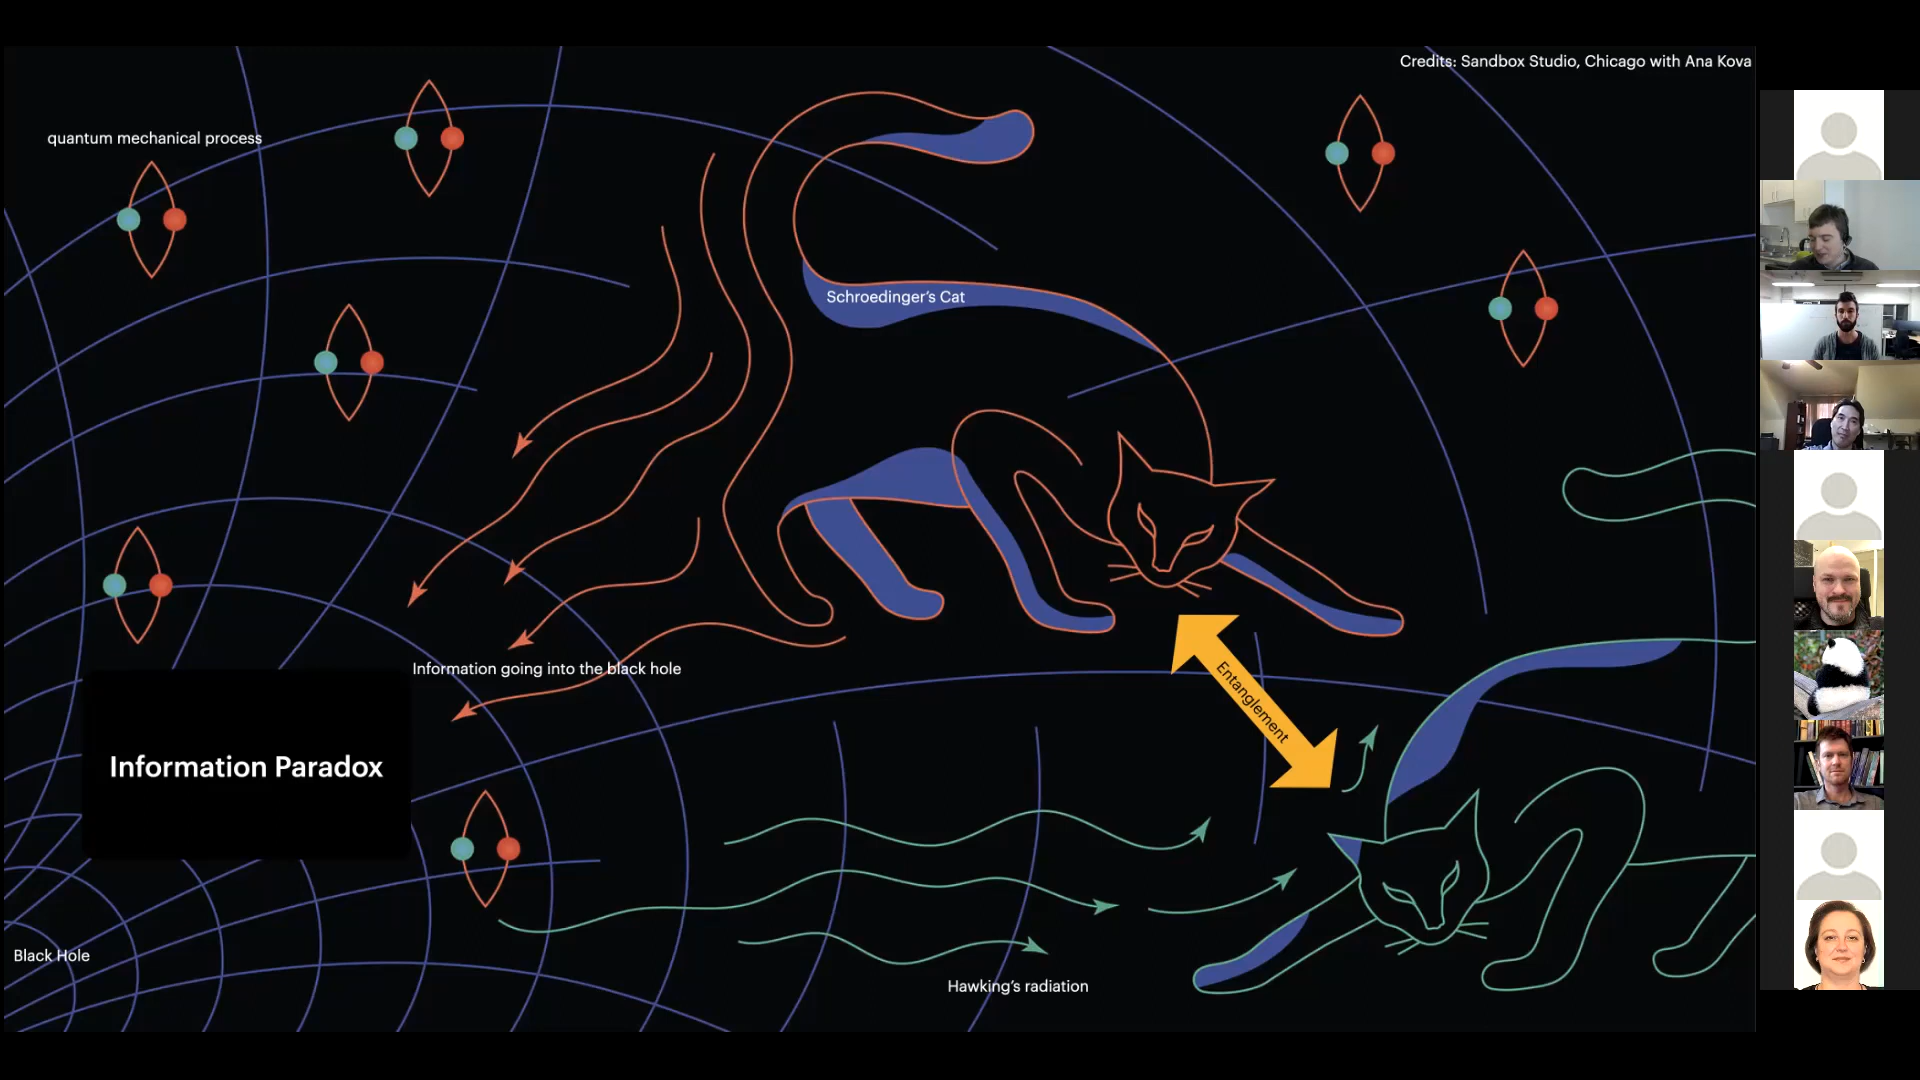 Credits: Sandbox Studio, Chicago with Ana Kova
quantum mechanical process
Schroedinger's Cat
Information going into the black hole
Entanglement
Information Paradox
Black Hole
Hawking's radiation